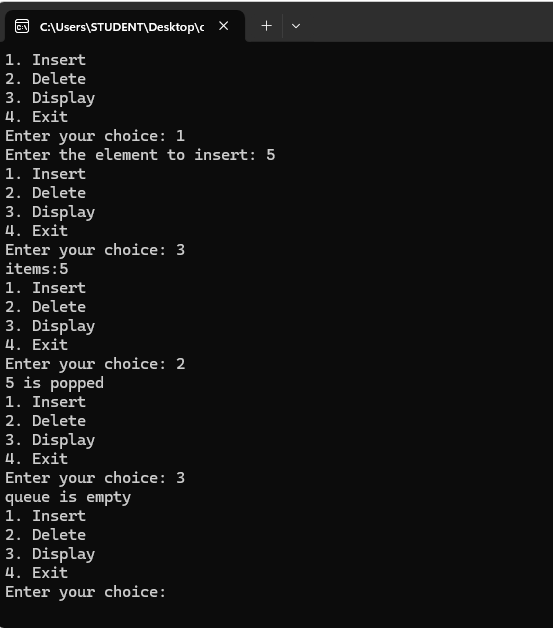 C:\Users\STUDENT\Desktop\c
1. Insert
2. Delete
3. Display
4. Exit
Enter your choice: 1
Enter the element to insert: 5
1. Insert
2. Delete
3. Display
4. Exit
Enter your choice: 3
items:5
1. Insert
2. Delete
3. Display
4. Exit
Enter your choice: 2
5 is popped
1. Insert
2. Delete
3. Display
4. Exit
Enter your choice: 3
queue is empty
1. Insert
2. Delete
3. Display
4. Exit
Enter your choice: